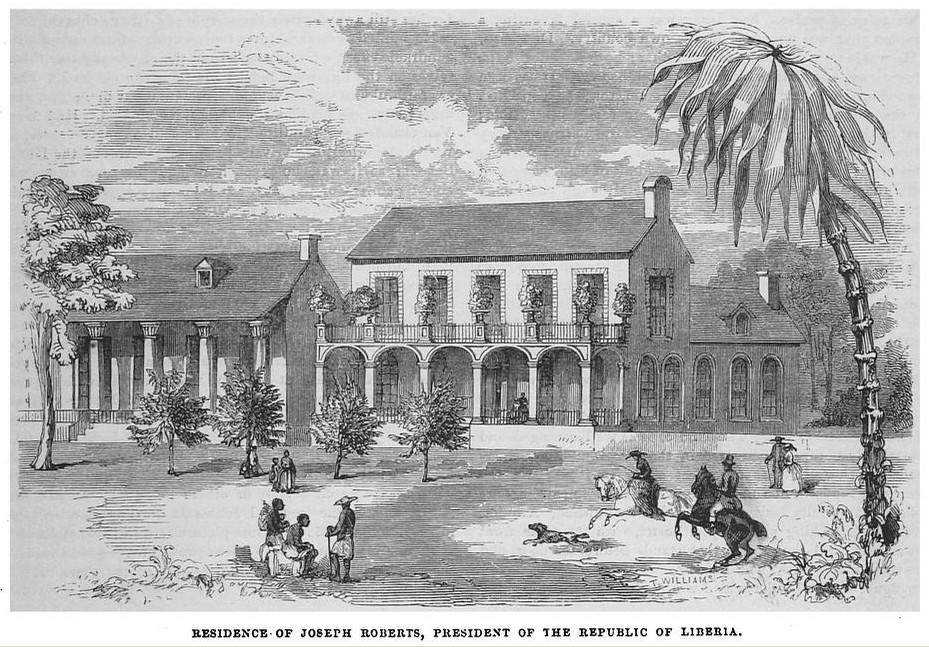 T. WILLIAMS
RESIDENCE OF JOSEPH ROBERTS, PRESIDENT OF THE REPUBLIC OF LIBERIA.